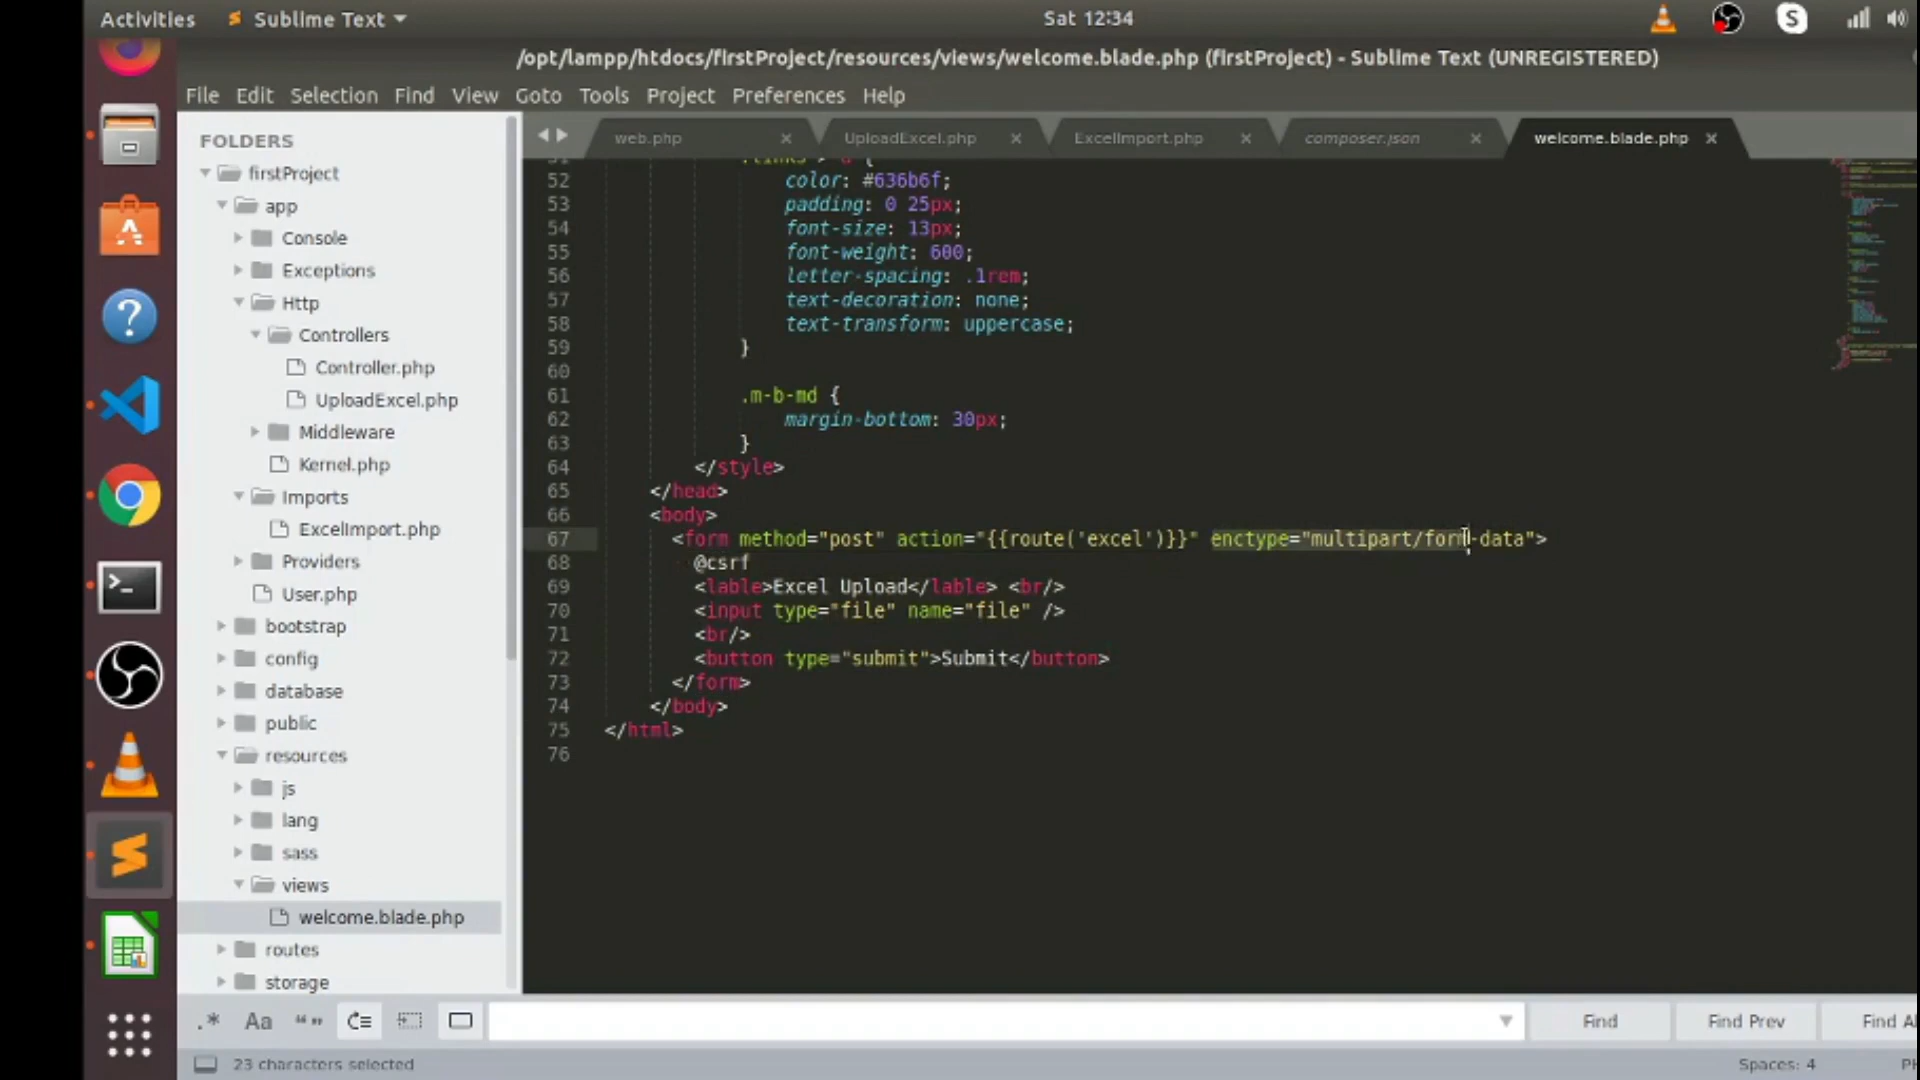 Activities
Sublime Text
Sat 12:34
/opt/lampp/htdocs/firstProject/resources/views/welcome.blade.php (firstProject) - Sublime Text (UNREGISTERED)
File Edit Selection Find View Goto Tools Project Preferences Help
FOLDERS
firstProject
app
Console
Exceptions
Http
Controllers
Controller.php
UploadExcel.php
Middleware
Kernel.php
Imports
ExcelImport.php
Providers
User.php
bootstrap
config
database
public
resources
js
lang
sass
views
welcome.blade.php
routes
storage
web.php
UploadExcel.php
ExcelImport.php
composer.json
welcome.blade.php
52 color: #636b6f;
53 padding: 0 25px;
54 font-size: 13px;
55 font-weight: 600;
56 letter-spacing: .1rem;
57 text-decoration: none;
58 text-transform: uppercase;
59 }
60
61 .m-b-md {
62 margin-bottom: 30px;
63 }
64 </style>
65 </head>
66 <body>
67 <form method="post" action="{{route('excel')}}" enctype="multipart/form-data">
68 @csrf
69 <lable>Excel Upload</lable> <br/>
70 <input type="file" name="file" />
71 <br/>
72 <button type="submit">Submit</button>
73 </form>
74 </body>
75 </html>
76
.* Aa “ ”
Find
Find Prev
Find Al
23 characters selected
Spaces: 4